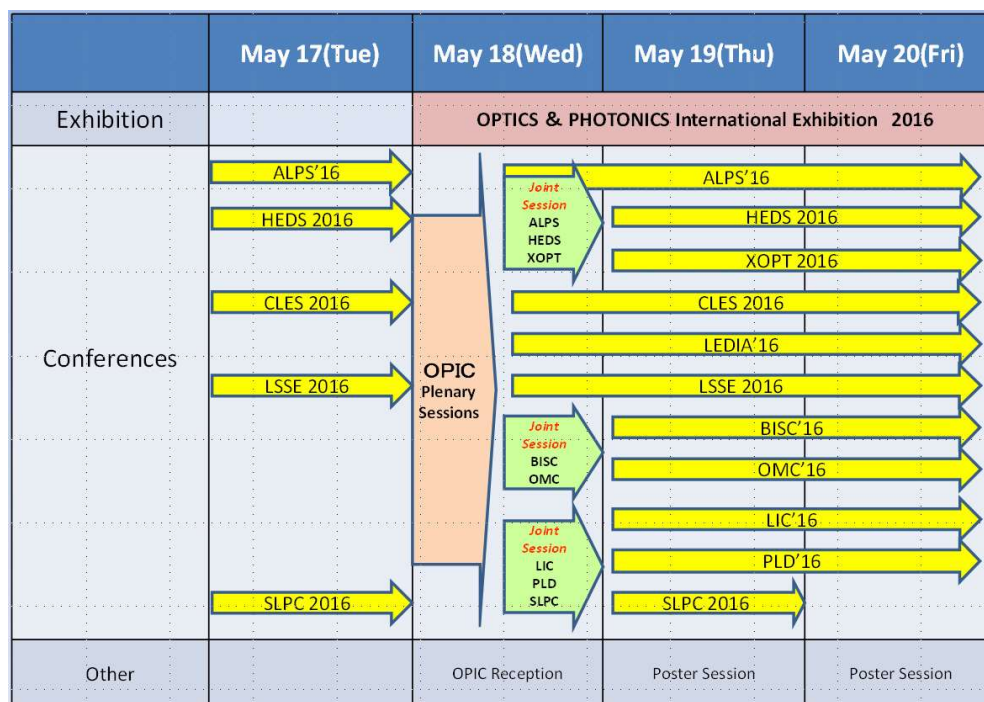 May 17(Tue) May 18(Wed) May 19(Thu) May 20(Fri)
Exhibition
OPTICS & PHOTONICS International Exhibition 2016
Conferences
ALPS'16
HEDS 2016
CLES 2016
LSSE 2016
SLPC 2016
OPIC
Plenary
Sessions
Joint
Session
ALPS
HEDS
XOPT
Joint
Session
BISC
OMC
Joint
Session
LIC
PLD
SLPC
ALPS'16
HEDS 2016
XOPT 2016
CLES 2016
LEDIA'16
LSSE 2016
BISC'16
OMC'16
LIC'16
PLD'16
SLPC 2016
Other
OPIC Reception
Poster Session
Poster Session